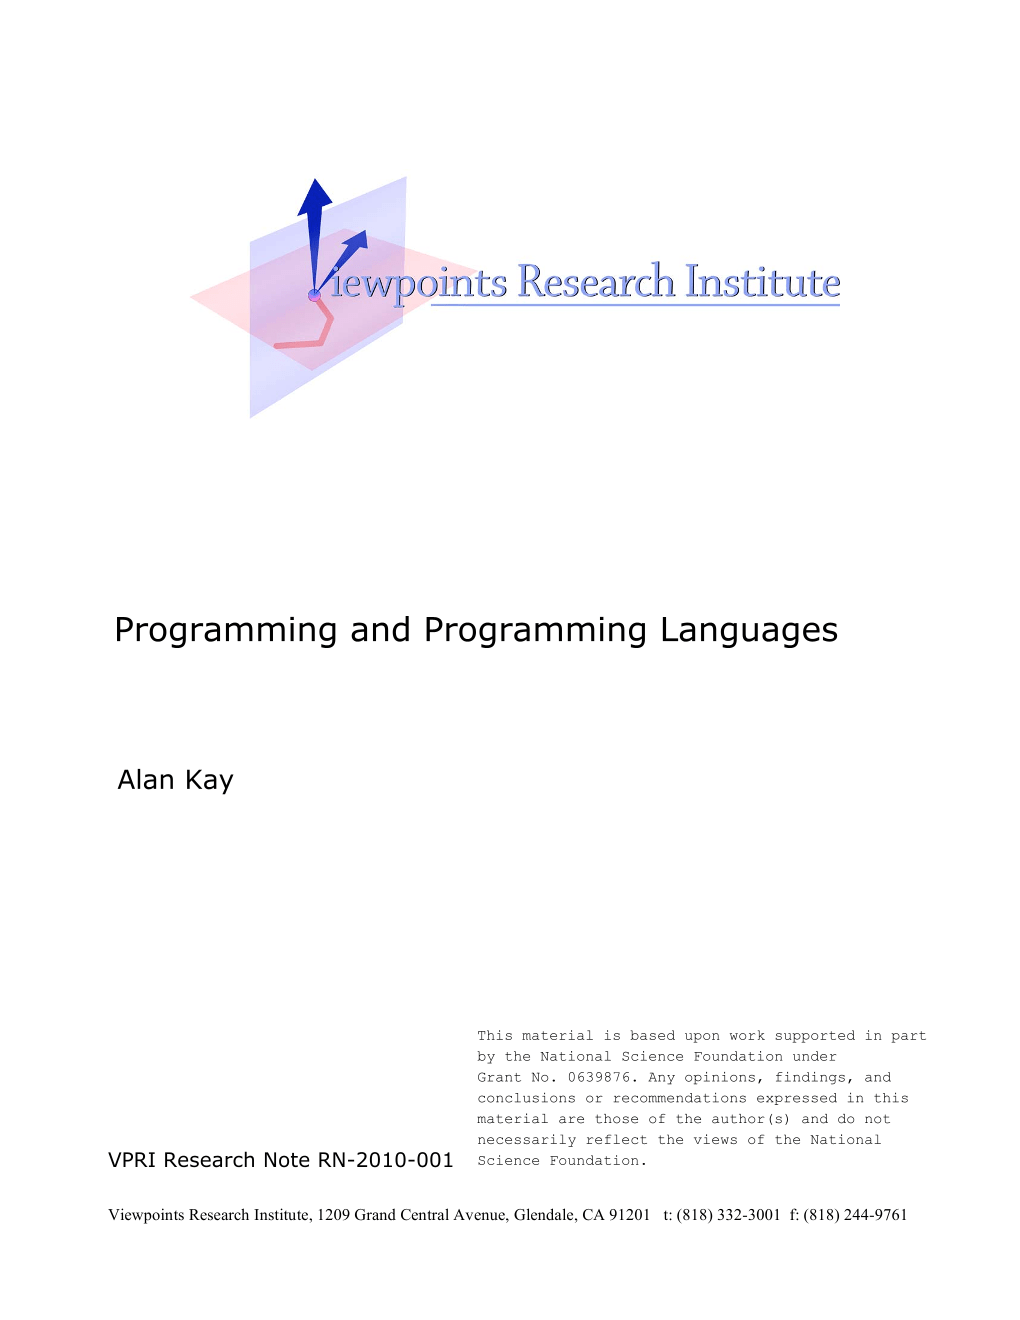 Viewpoints Research Institute
Programming and Programming Languages
Alan Kay
This material is based upon work supported in part
by the National Science Foundation under
Grant No. 0639876. Any opinions, findings, and
conclusions or recommendations expressed in this
material are those of the author(s) and do not
necessarily reflect the views of the National
Science Foundation.
VPRI Research Note RN-2010-001
Viewpoints Research Institute, 1209 Grand Central Avenue, Glendale, CA 91201 t: (818) 332-3001 f: (818) 244-9761